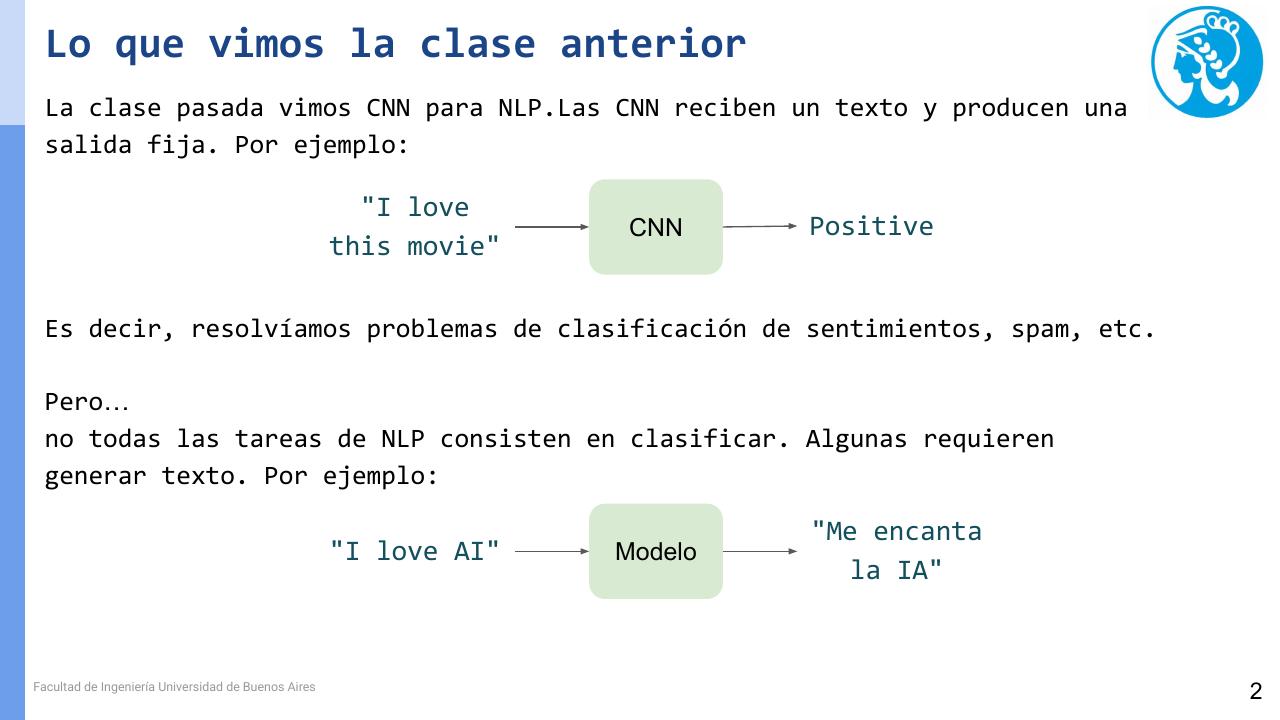 Lo que vimos la clase anterior
La clase pasada vimos CNN para NLP.Las CNN reciben un texto y producen una
salida fija. Por ejemplo:
"I love
this movie"
CNN
Positive
Es decir, resolvíamos problemas de clasificación de sentimientos, spam, etc.
Pero…
no todas las tareas de NLP consisten en clasificar. Algunas requieren
generar texto. Por ejemplo:
"I love AI"
Modelo
"Me encanta
la IA"
Facultad de Ingeniería Universidad de Buenos Aires
2